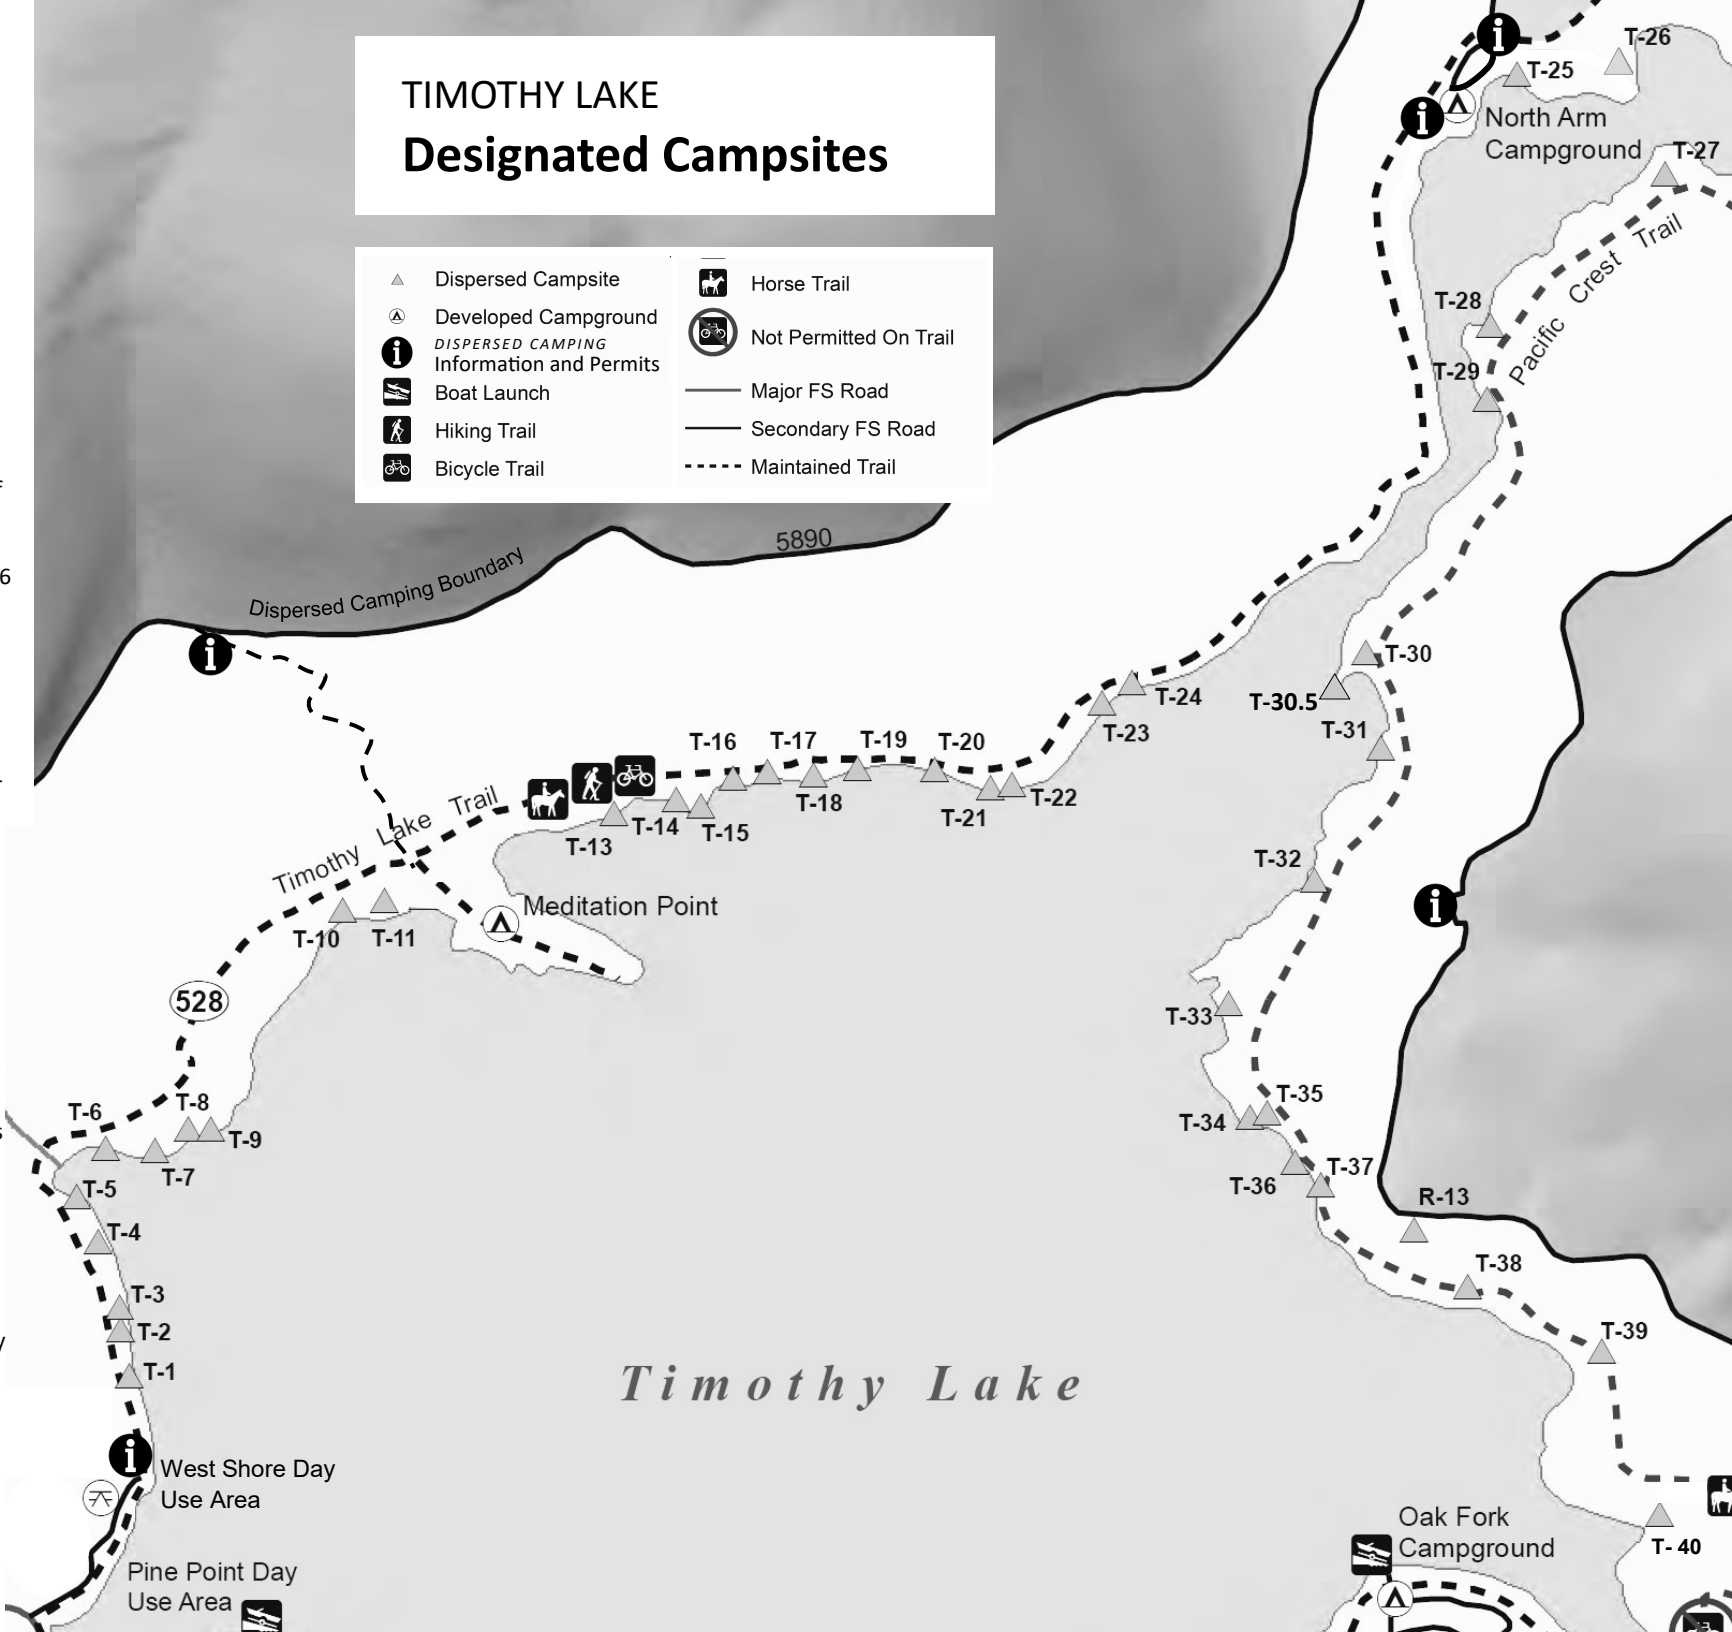 TIMOTHY LAKE
Designated Campsites
Dispersed Campsite
Developed Campground
DISPERSED CAMPING
Information and Permits
Boat Launch
Hiking Trail
Bicycle Trail
Horse Trail
Not Permitted On Trail
Major FS Road
Secondary FS Road
Maintained Trail
T-26
T-25
North Arm
Campground
T-27
Pacific Crest Trail
T-28
T-29
5890
Dispersed Camping Boundary
6
T-30
T-30.5
T-24
T-31
T-23
T-16
T-17
T-19
T-20
T-22
T-18
T-21
T-14
T-15
T-13
Timothy Lake Trail
T-32
Meditation Point
T-10
T-11
528
T-33
T-35
T-8
T-6
T-34
T-9
T-37
T-7
T-36
T-5
R-13
T-4
T-38
T-3
T-2
T-39
T-1
Timothy Lake
West Shore Day
Use Area
Oak Fork
Campground
T- 40
Pine Point Day
Use Area